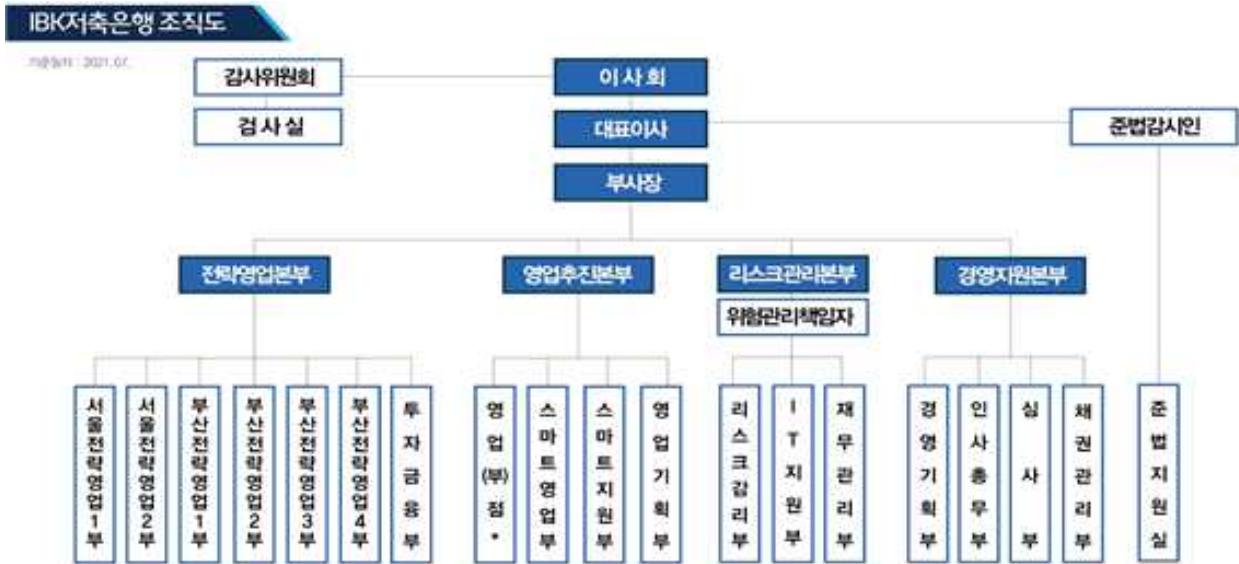 IBK저축은행 조직도
기준일자 : 2021. 07.
감사위원회
이사회
검사실
대표이사
준법감시인
부사장
전략영업본부
영업추진본부
리스크관리본부
경영지원본부
위험관리책임자
서울전략영업1부
서울전략영업2부
부산전략영업1부
부산전략영업2부
부산전략영업3부
부산전략영업4부
투자금융부
영업(부)점*
스마트영업부
스마트지원부
영업기획부
리스크감리부
IT지원부
재무관리부
경영기획부
인사총무부
심사부
채권관리부
준법지원실